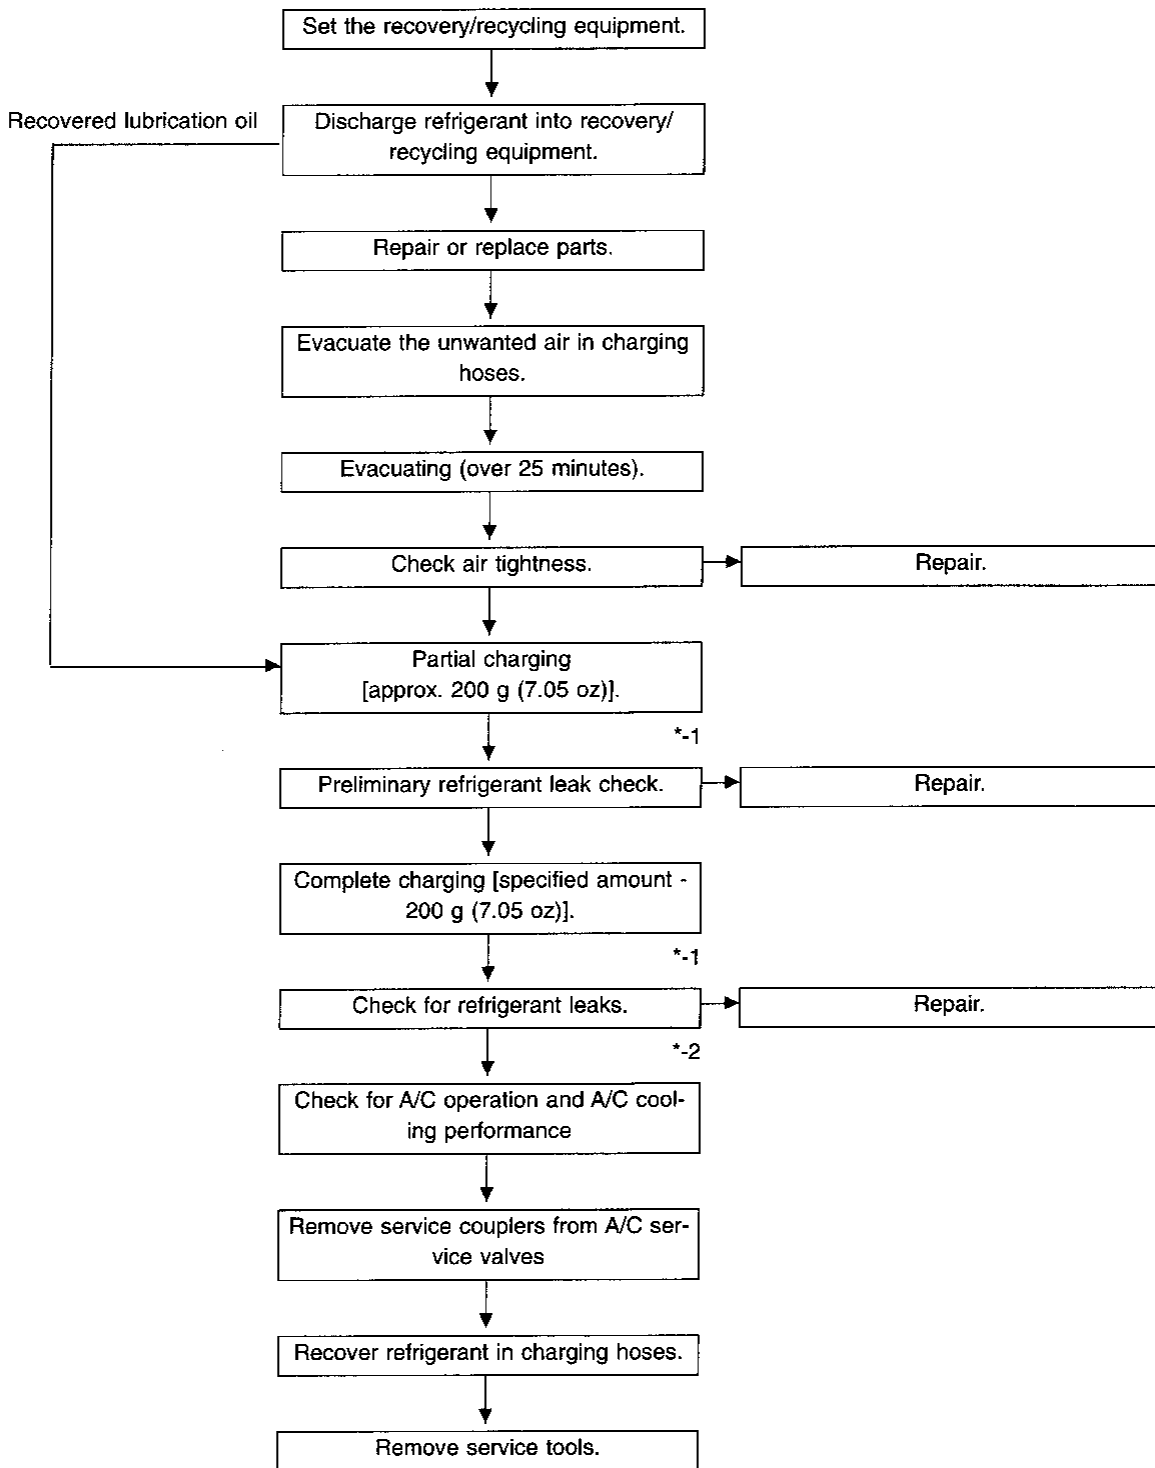 Set the recovery/recycling equipment.
Recovered lubrication oil
Discharge refrigerant into recovery/
recycling equipment.
Repair or replace parts.
Evacuate the unwanted air in charging
hoses.
Evacuating (over 25 minutes).
Check air tightness.
Repair.
Partial charging
[approx. 200 g (7.05 oz)].
*-1
Preliminary refrigerant leak check.
Repair.
Complete charging [specified amount -
200 g (7.05 oz)].
*-1
Check for refrigerant leaks.
Repair.
*-2
Check for A/C operation and A/C cool-
ing performance
Remove service couplers from A/C ser-
vice valves
Recover refrigerant in charging hoses.
Remove service tools.